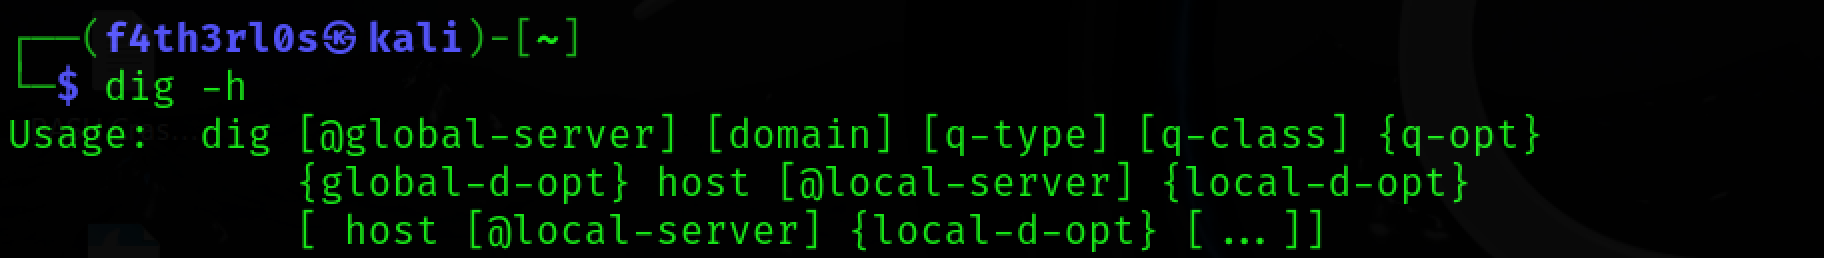 ┌──(f4th3rl0s㉿kali)-[~]
└─$ dig -h
Usage:  dig [@global-server] [domain] [q-type] [q-class] {q-opt}
            {global-d-opt} host [@local-server] {local-d-opt}
            [ host [@local-server] {local-d-opt} [ ... ]]